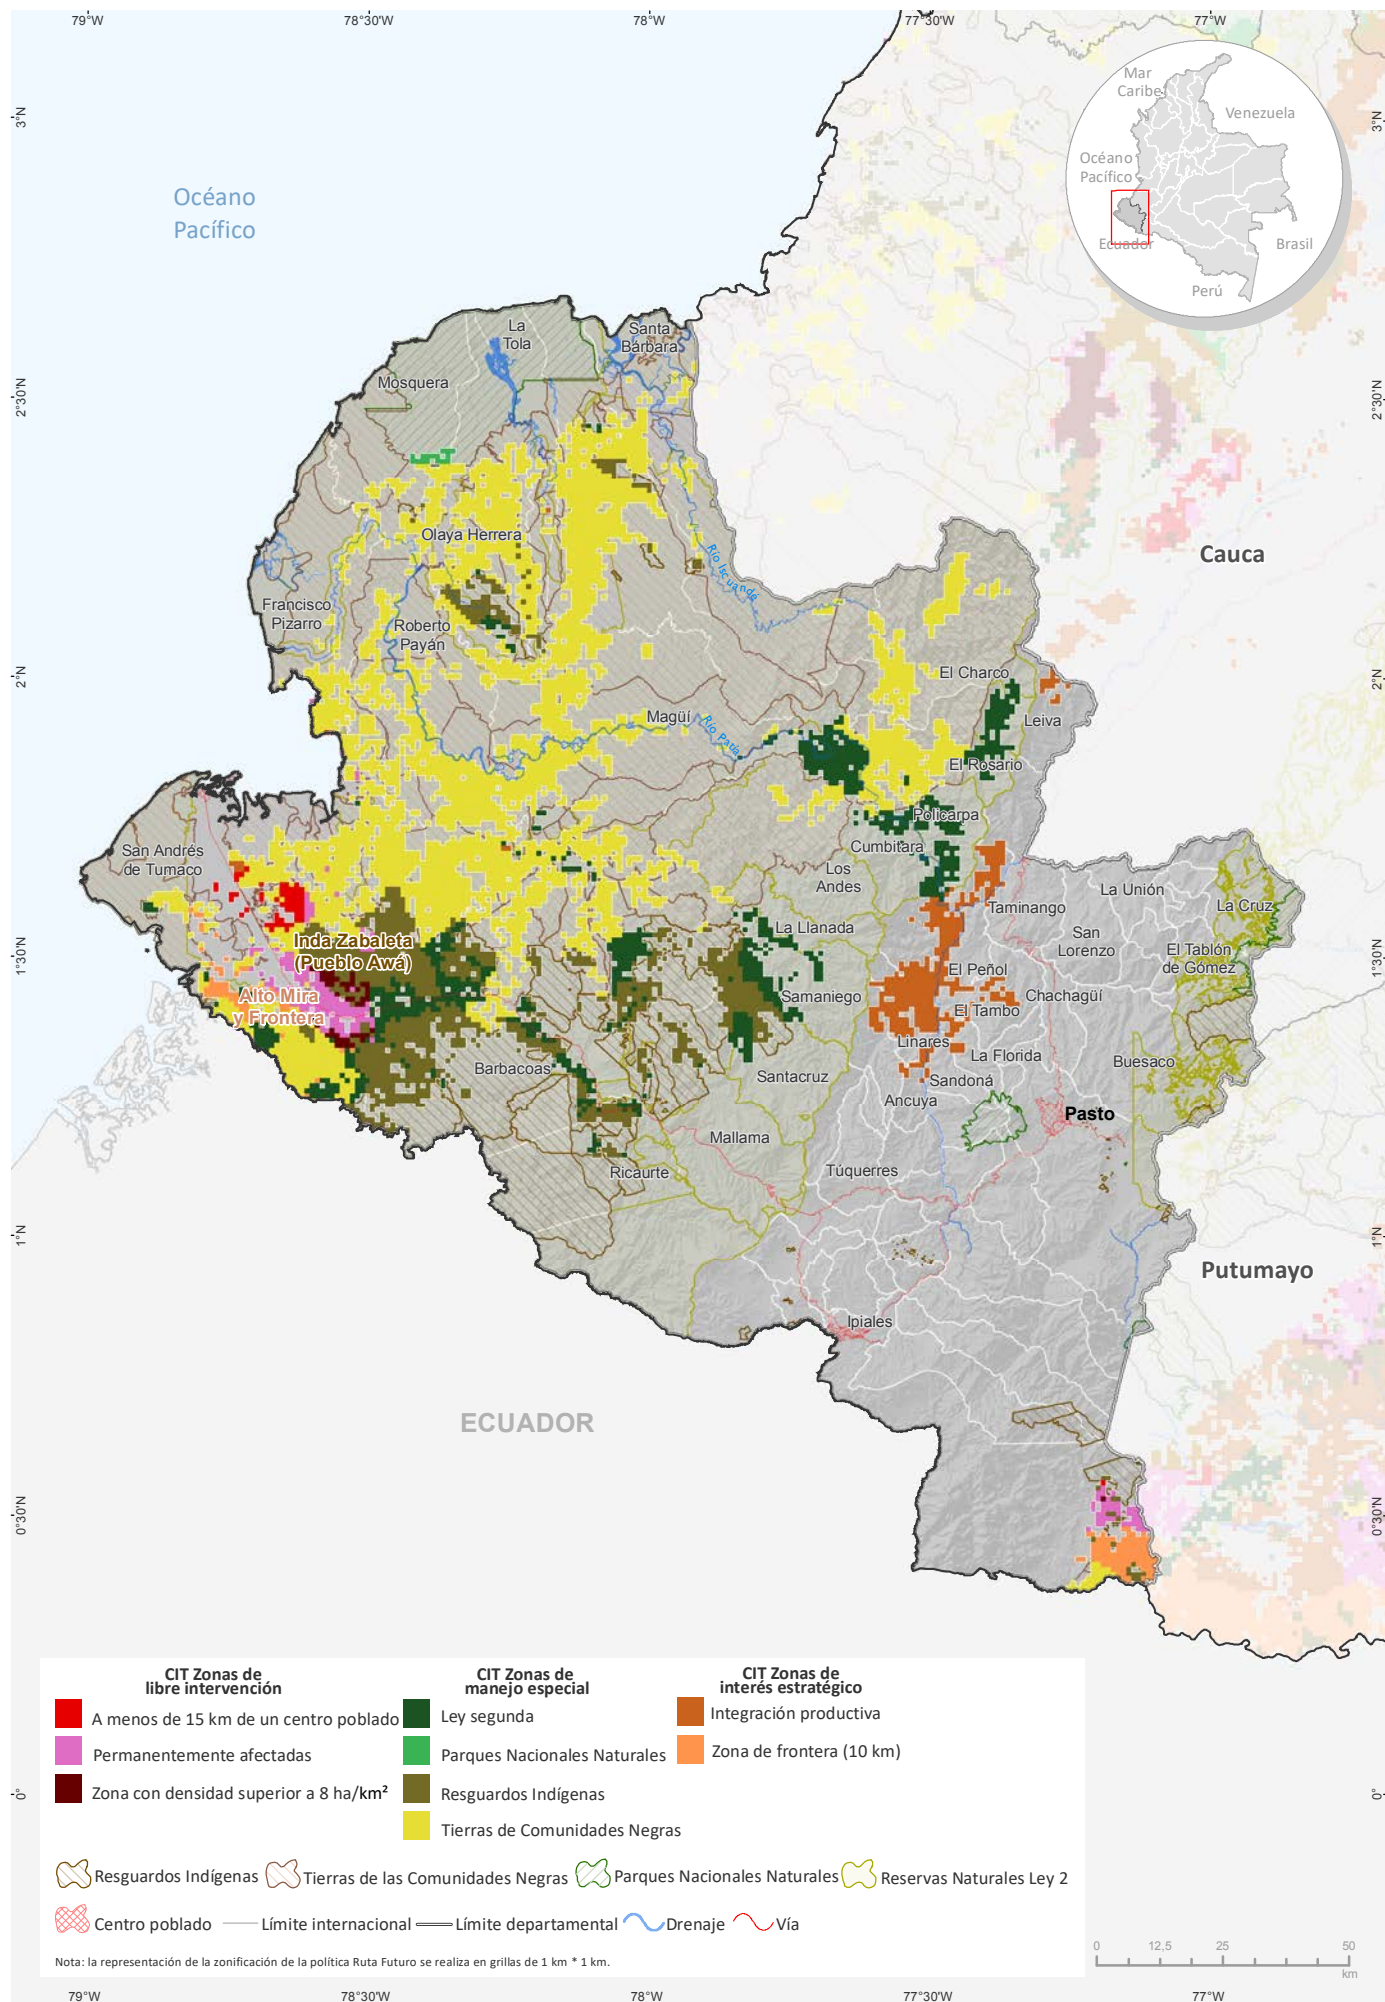 79°W
78°30'W
78°W
77°30'W
77°W
3°N
3°N
Mar
Caribe
Venezuela
Océano
Pacífico
Ecuador
Brasil
Perú
Océano
Pacífico
La
Tola
Santa
Bárbara
Mosquera
2°30'N
2°30'N
Olaya Herrera
Río Iscuandé
Cauca
Francisco
Pizarro
Roberto
Payán
2°N
2°N
El Charco
Magüí
Río Patía
Leiva
El Rosario
Policarpa
San Andrés
de Tumaco
Cumbitara
Los
Andes
La Unión
Taminango
La Cruz
La Llanada
San
Lorenzo
Inda Zabaleta
(Pueblo Awá)
El Tablón
de Gómez
1°30'N
1°30'N
El Peñol
Alto Mira
y Frontera
Samaniego
Chachagüí
El Tambo
Linares
La Florida
Barbacoas
Santacruz
Sandoná
Buesaco
Ancuya
Pasto
Mallama
Ricaurte
Túquerres
1°N
1°N
Putumayo
Ipiales
ECUADOR
0°30'N
0°30'N
CIT Zonas de
libre intervención
A menos de 15 km de un centro poblado
Permanentemente afectadas
Zona con densidad superior a 8 ha/km²
CIT Zonas de
manejo especial
Ley segunda
Parques Nacionales Naturales
Resguardos Indígenas
Tierras de Comunidades Negras
CIT Zonas de
interés estratégico
Integración productiva
Zona de frontera (10 km)
0°
0°
Resguardos Indígenas Tierras de las Comunidades Negras Parques Nacionales Naturales Reservas Naturales Ley 2
Centro poblado Límite internacional Límite departamental Drenaje Vía
Nota: la representación de la zonificación de la política Ruta Futuro se realiza en grillas de 1 km * 1 km.
0 12,5 25 50
km
79°W
78°30'W
78°W
77°30'W
77°W